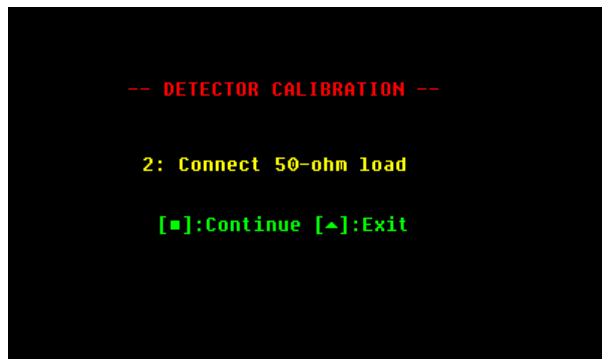 -- DETECTOR CALIBRATION --
2: Connect 50-ohm load
[■]:Continue [▲]:Exit